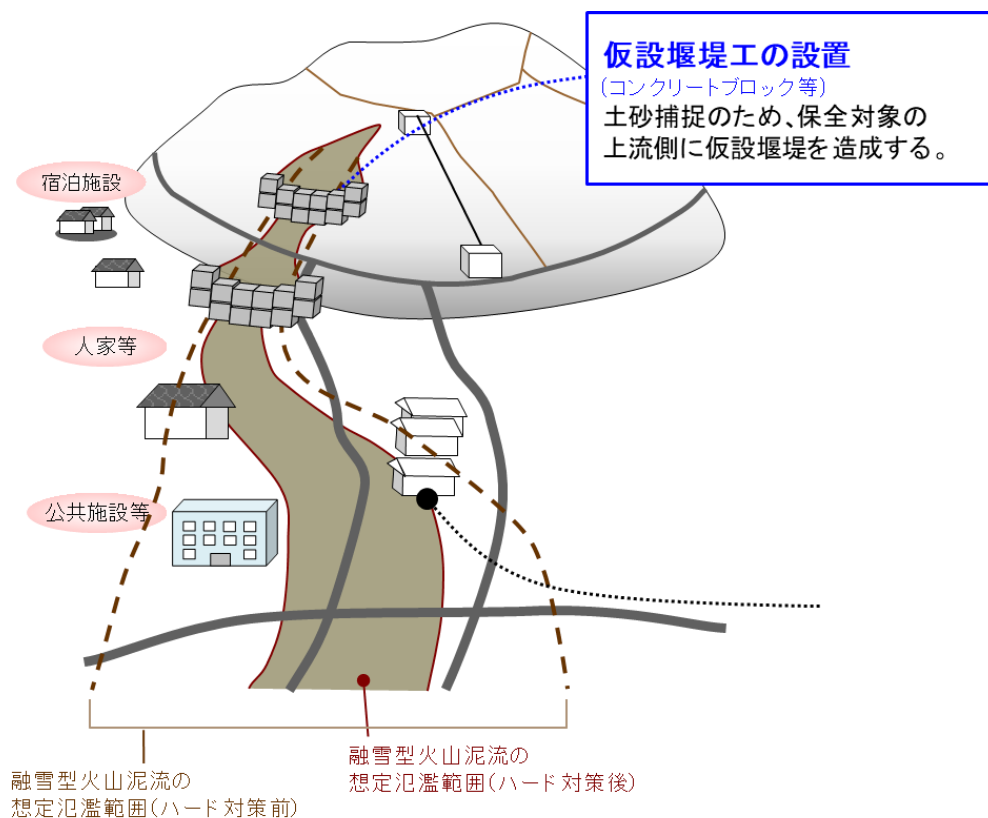 仮設堰堤工の設置
(コンクリートブロック等)
土砂捕捉のため、保全対象の
上流側に仮設堰堤を造成する。
宿泊施設
人家等
公共施設等
融雪型火山泥流の
想定氾濫範囲(ハード対策後)
融雪型火山泥流の
想定氾濫範囲(ハード対策前)